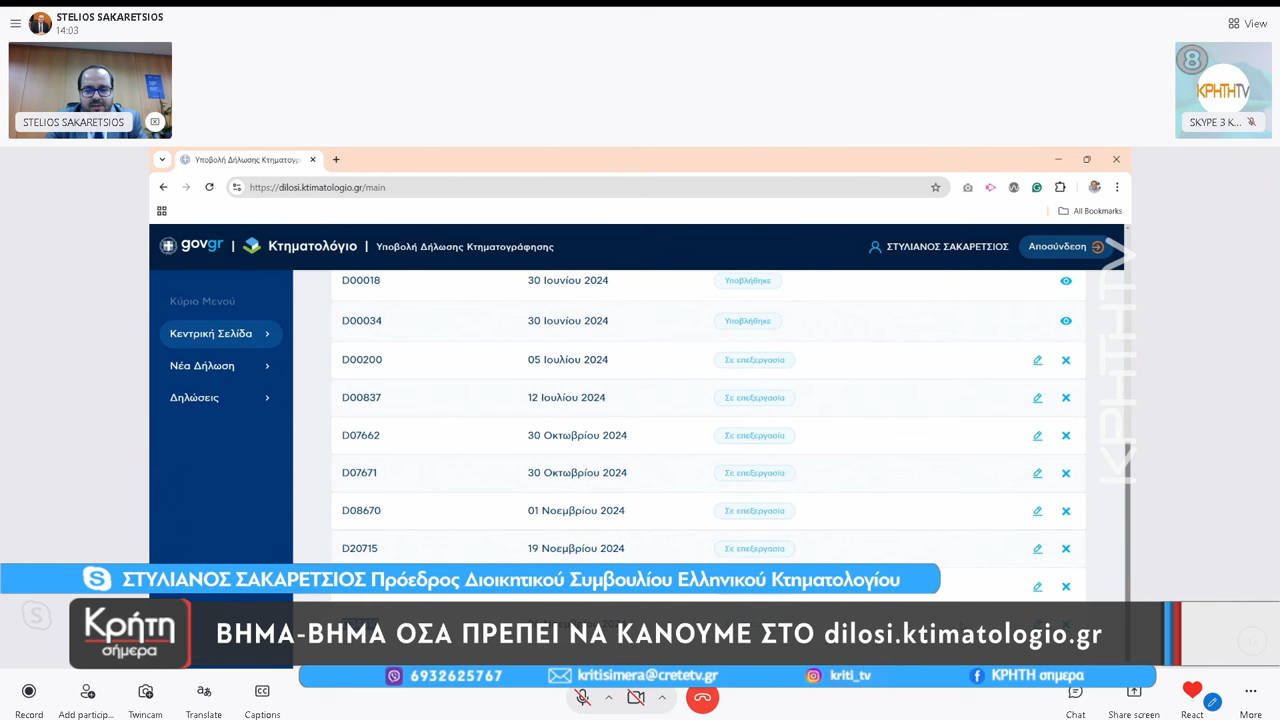 STELIOS SAKARETSIOS
14:03
View
STELIOS SAKARETSIOS
8
ΚΡΗΤΗTV
SKYPE 3 K...
Υποβολή Δήλωσης Κτηματογρ
https://dilosi.ktimatologio.gr/main
All Bookmarks
govgr | Κτηματολόγιο | Υποβολή Δήλωσης Κτηματογράφησης
ΣΤΥΛΙΑΝΟΣ ΣΑΚΑΡΕΤΣΙΟΣ
Αποσύνδεση
Κύριο Μενού
Κεντρική Σελίδα
Νέα Δήλωση
Δηλώσεις
D00018 30 Ιουνίου 2024 Υποβλήθηκε
D00034 30 Ιουνίου 2024 Υποβλήθηκε
D00200 05 Ιουλίου 2024 Σε επεξεργασία
D00837 12 Ιουλίου 2024 Σε επεξεργασία
D07662 30 Οκτωβρίου 2024 Σε επεξεργασία
D07671 30 Οκτωβρίου 2024 Σε επεξεργασία
D08670 01 Νοεμβρίου 2024 Σε επεξεργασία
D20715 19 Νοεμβρίου 2024 Σε επεξεργασία
ΚΡΗΤΗTV
ΣΤΥΛΙΑΝΟΣ ΣΑΚΑΡΕΤΣΙΟΣ Πρόεδρος Διοικητικού Συμβουλίου Ελληνικού Κτηματολογίου
Κρήτη
σήμερα
ΒΗΜΑ-ΒΗΜΑ ΟΣΑ ΠΡΕΠΕΙ ΝΑ ΚΑΝΟΥΜΕ ΣΤΟ dilosi.ktimatologio.gr
6932625767 kritisimera@cretetv.gr kriti_tv ΚΡΗΤΗ σημερα
Record
Add particip...
Twincam
Translate
Captions
Chat
Share screen
React
More